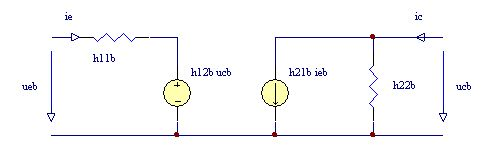 ie
ic
h11b
h12b ucb
h21b ieb
h22b
ueb
ucb
+
−